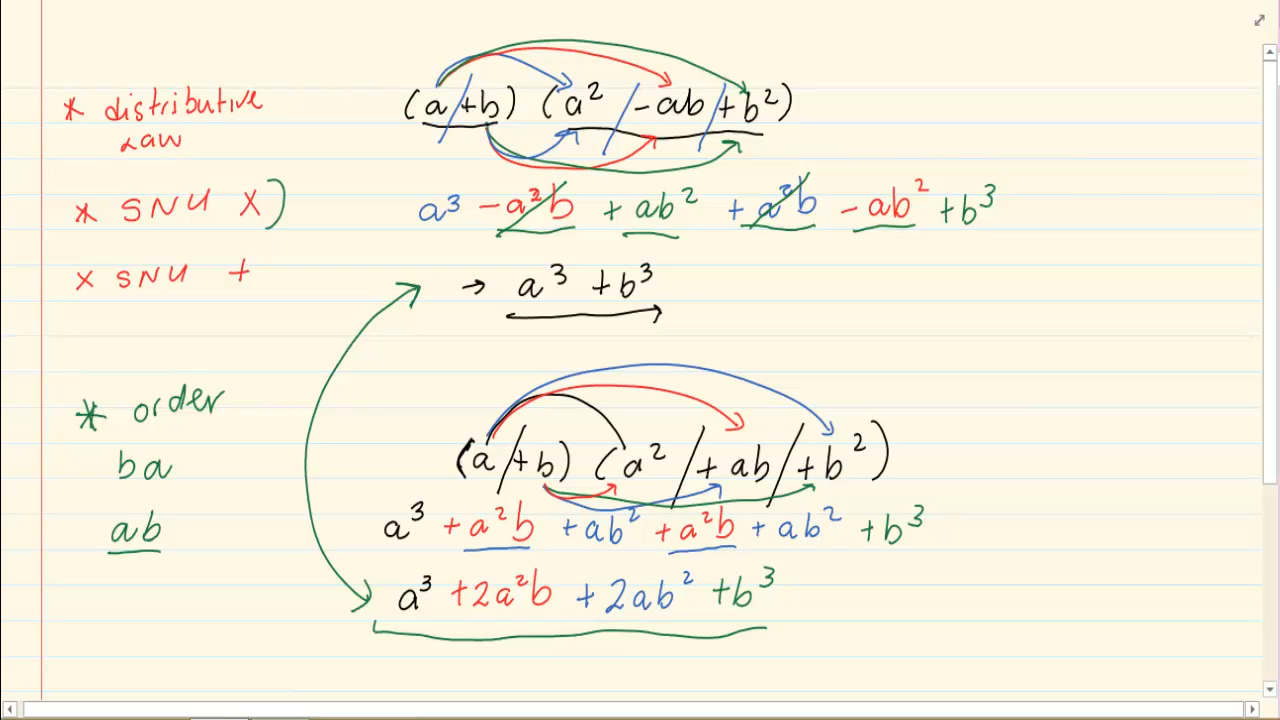 (a + b) (a² - ab + b²)
* distributive
Law
* SNU X)
a³ - a²b + ab² + a²b - ab² + b³
x SNU +
→ a³ + b³
* order
ba
(a + b) (a² + ab + b²)
ab
a³ + a²b + ab² + a²b + ab² + b³
a³ + 2a²b + 2ab² + b³